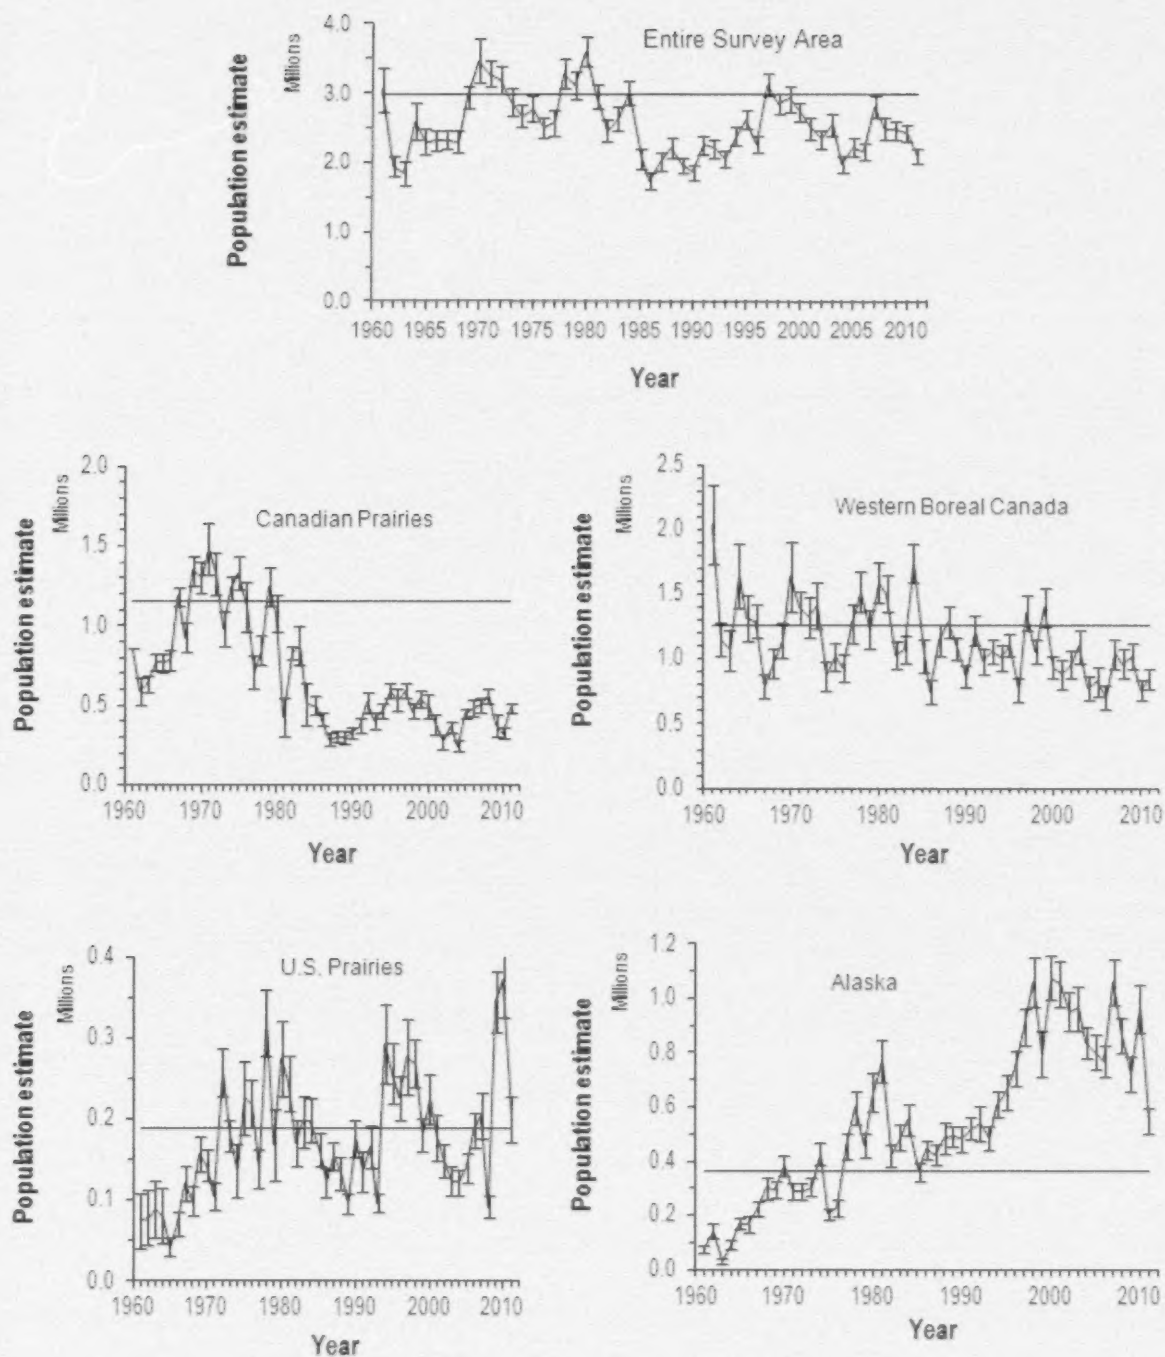 Entire Survey Area
Population estimate
Millions
4.0
3.0
2.0
1.0
0.0
1960 1965 1970 1975 1980 1985 1990 1995 2000 2005 2010
Year
Canadian Prairies
Population estimate
Millions
2.0
1.5
1.0
0.5
0.0
1960 1970 1980 1990 2000 2010
Year
Western Boreal Canada
Population estimate
Millions
2.5
2.0
1.5
1.0
0.5
0.0
1960 1970 1980 1990 2000 2010
Year
U.S. Prairies
Population estimate
Millions
0.4
0.3
0.2
0.1
0.0
1960 1970 1980 1990 2000 2010
Year
Alaska
Population estimate
Millions
1.2
1.0
0.8
0.6
0.4
0.2
0.0
1960 1970 1980 1990 2000 2010
Year